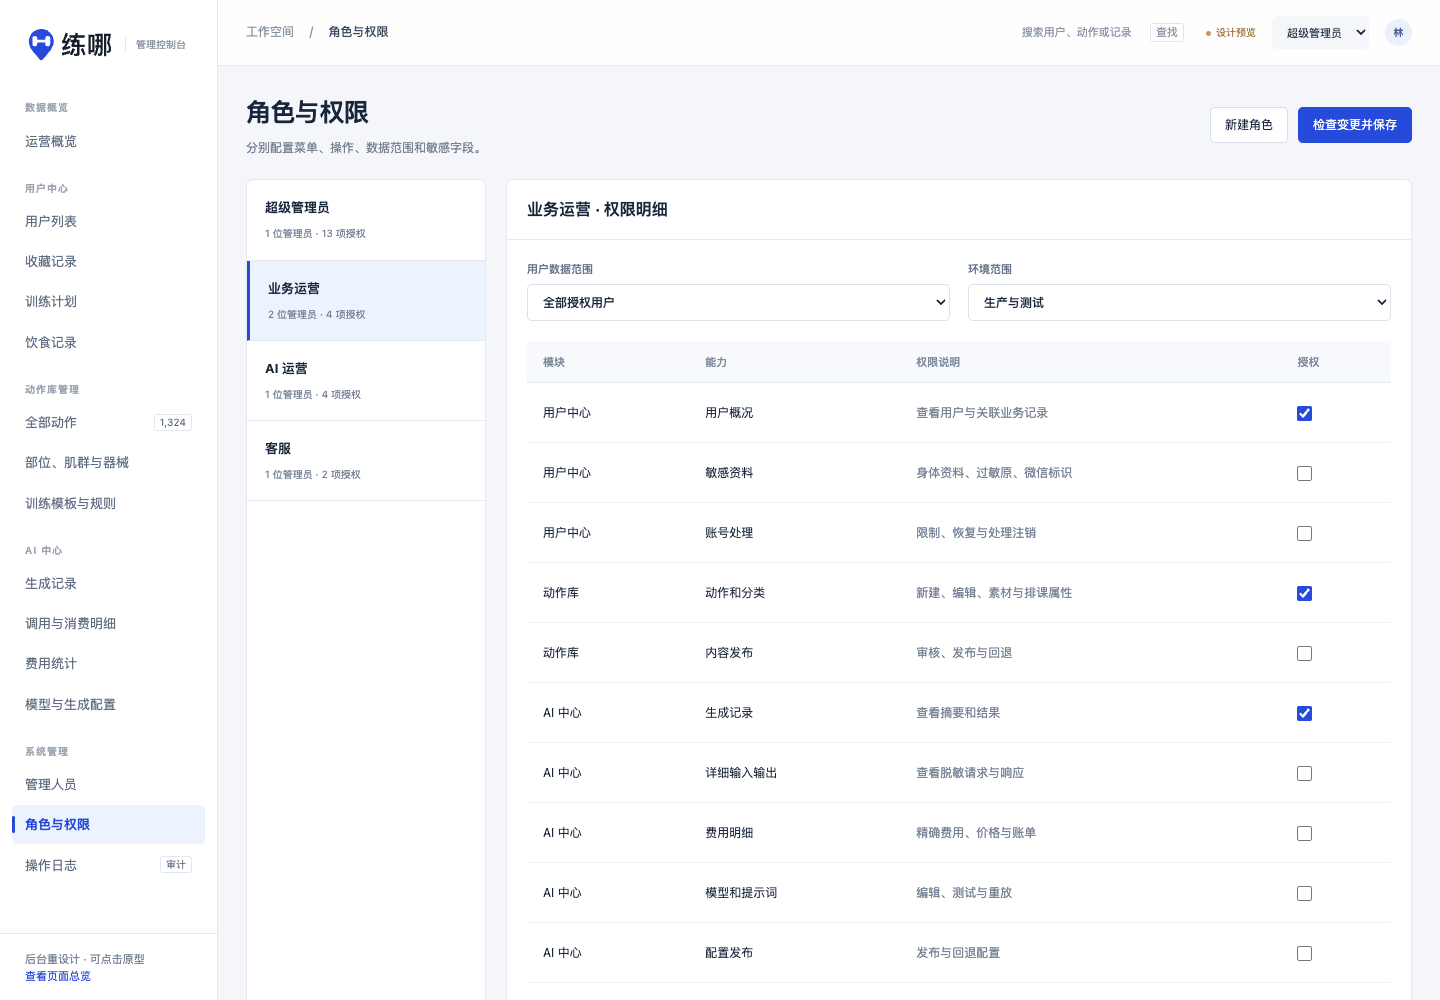 练哪
管理控制台
数据概览
运营概览
用户中心
用户列表
收藏记录
训练计划
饮食记录
动作库管理
全部动作 1,324
部位、肌群与器械
训练模板与规则
AI 中心
生成记录
调用与消费明细
费用统计
模型与生成配置
系统管理
管理人员
角色与权限
操作日志 审计
后台重设计 · 可点击原型
查看页面总览
工作空间 / 角色与权限
搜索用户、动作或记录 查找
设计预览
超级管理员
林
角色与权限
分别配置菜单、操作、数据范围和敏感字段。
新建角色
检查变更并保存
超级管理员
1 位管理员 · 13 项授权
业务运营
2 位管理员 · 4 项授权
AI 运营
1 位管理员 · 4 项授权
客服
1 位管理员 · 2 项授权
业务运营 · 权限明细
用户数据范围 环境范围
全部授权用户 生产与测试
模块 能力 权限说明 授权
用户中心 用户概况 查看用户与关联业务记录
用户中心 敏感资料 身体资料、过敏原、微信标识
用户中心 账号处理 限制、恢复与处理注销
动作库 动作和分类 新建、编辑、素材与排课属性
动作库 内容发布 审核、发布与回退
AI 中心 生成记录 查看摘要和结果
AI 中心 详细输入输出 查看脱敏请求与响应
AI 中心 费用明细 精确费用、价格与账单
AI 中心 模型和提示词 编辑、测试与重放
AI 中心 配置发布 发布与回退配置